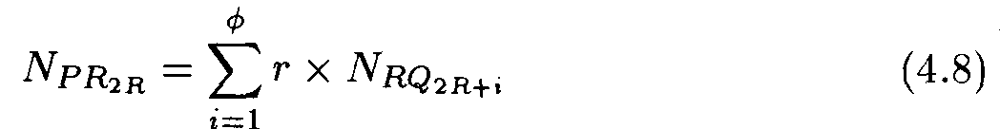 $N_{PR_{2R}} = \sum_{i=1}^{\phi} r \times N_{RQ_{2R+i}}$ (4.8)